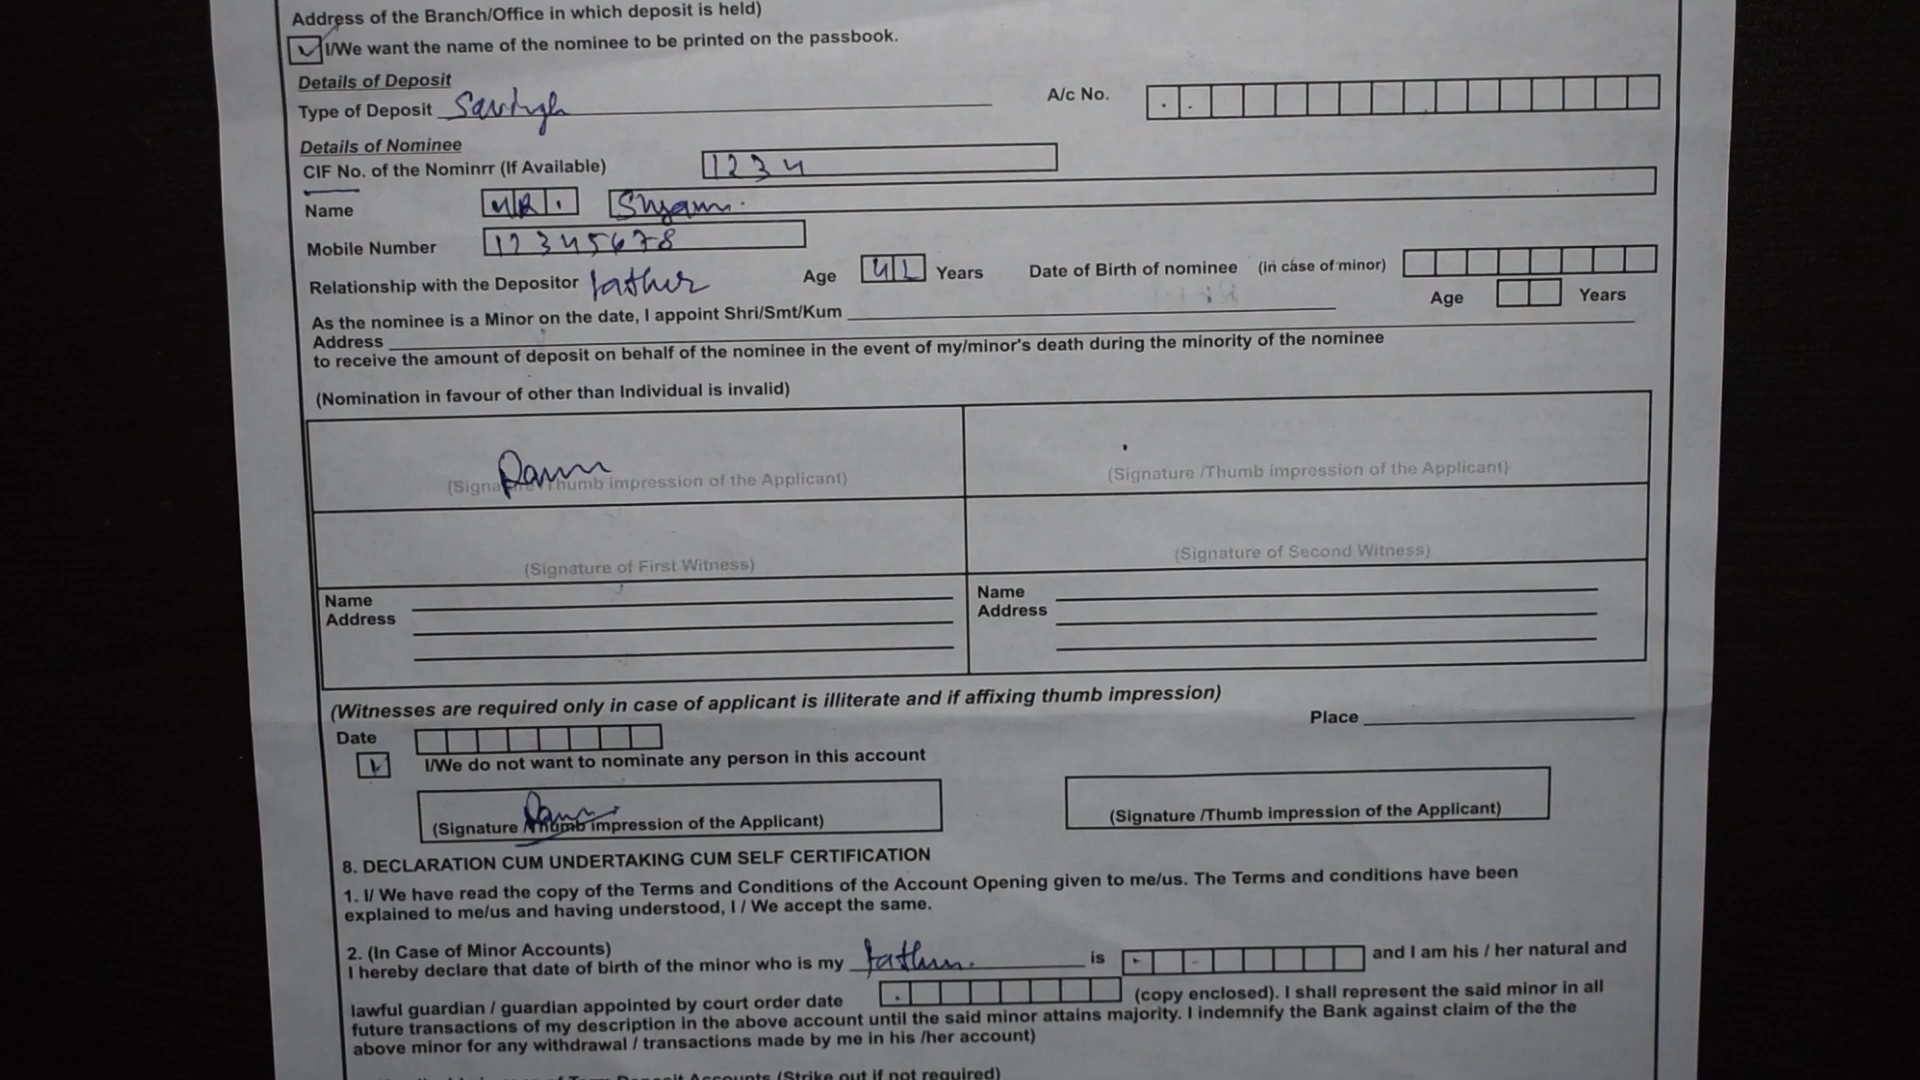 Address of the Branch/Office in which deposit is held)
I/We want the name of the nominee to be printed on the passbook.
Details of Deposit
Type of Deposit A/c No.
Details of Nominee
CIF No. of the Nominrr (If Available) 1234
Name MR. Shyam.
Mobile Number 12345678
Relationship with the Depositor father Age Years Date of Birth of nominee (in case of minor)
As the nominee is a Minor on the date, I appoint Shri/Smt/Kum Age Years
Address
to receive the amount of deposit on behalf of the nominee in the event of my/minor's death during the minority of the nominee
(Nomination in favour of other than Individual is invalid)
Ram
(Signature/Thumb impression of the Applicant) (Signature /Thumb impression of the Applicant)
(Signature of First Witness) (Signature of Second Witness)
Name Name
Address Address
(Witnesses are required only in case of applicant is illiterate and if affixing thumb impression)
Date Place
I/We do not want to nominate any person in this account
Ram
(Signature /Thumb impression of the Applicant) (Signature /Thumb impression of the Applicant)
8. DECLARATION CUM UNDERTAKING CUM SELF CERTIFICATION
1. I/ We have read the copy of the Terms and Conditions of the Account Opening given to me/us. The Terms and conditions have been
explained to me/us and having understood, I / We accept the same.
2. (In Case of Minor Accounts)
I hereby declare that date of birth of the minor who is my father. is and I am his / her natural and
lawful guardian / guardian appointed by court order date (copy enclosed). I shall represent the said minor in all
future transactions of my description in the above account until the said minor attains majority. I indemnify the Bank against claim of the the
above minor for any withdrawal / transactions made by me in his /her account)
Term Deposit Accounts (Strike out if not required)